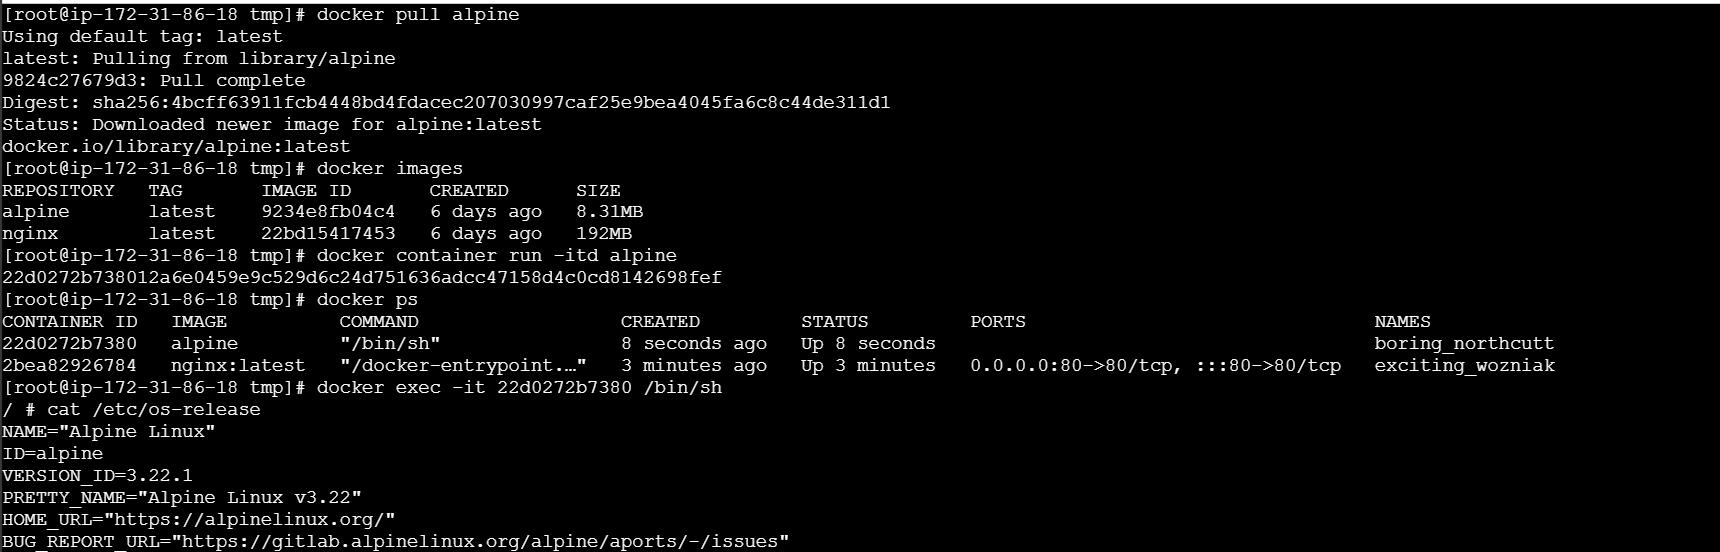 [root@ip-172-31-86-18 tmp]# docker pull alpine
Using default tag: latest
latest: Pulling from library/alpine
9824c27679d3: Pull complete
Digest: sha256:4bcff63911fcb4448bd4fdacec207030997caf25e9bea4045fa6c8c44de311d1
Status: Downloaded newer image for alpine:latest
docker.io/library/alpine:latest
[root@ip-172-31-86-18 tmp]# docker images
REPOSITORY   TAG       IMAGE ID       CREATED      SIZE
alpine       latest    9234e8fb04c4   6 days ago   8.31MB
nginx        latest    22bd15417453   6 days ago   192MB
[root@ip-172-31-86-18 tmp]# docker container run -itd alpine
22d0272b738012a6e0459e9c529d6c24d751636adcc47158d4c0cd8142698fef
[root@ip-172-31-86-18 tmp]# docker ps
CONTAINER ID   IMAGE          COMMAND                  CREATED         STATUS         PORTS                               NAMES
22d0272b7380   alpine         "/bin/sh"                8 seconds ago   Up 8 seconds                                       boring_northcutt
2bea82926784   nginx:latest   "/docker-entrypoint.…"   3 minutes ago   Up 3 minutes   0.0.0.0:80->80/tcp, :::80->80/tcp   exciting_wozniak
[root@ip-172-31-86-18 tmp]# docker exec -it 22d0272b7380 /bin/sh
/ # cat /etc/os-release
NAME="Alpine Linux"
ID=alpine
VERSION_ID=3.22.1
PRETTY_NAME="Alpine Linux v3.22"
HOME_URL="https://alpinelinux.org/"
BUG_REPORT_URL="https://gitlab.alpinelinux.org/alpine/aports/-/issues"